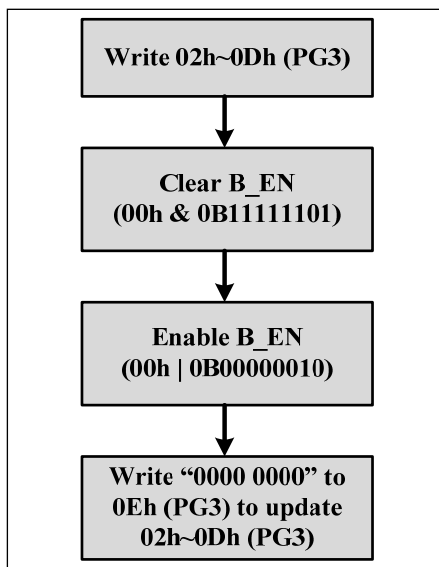 Write 02h~0Dh (PG3)
Clear B_EN
(00h & 0B11111101)
Enable B_EN
(00h | 0B00000010)
Write “0000 0000” to
0Eh (PG3) to update
02h~0Dh (PG3)